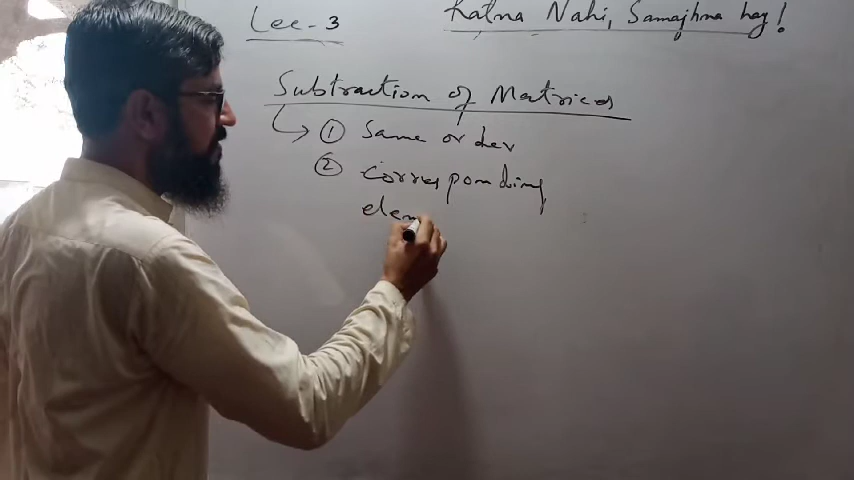 Lec-3
Ratna Nahi, Samajhna hay!
Subtraction of Matrices
① Same order
② Corresponding
elem